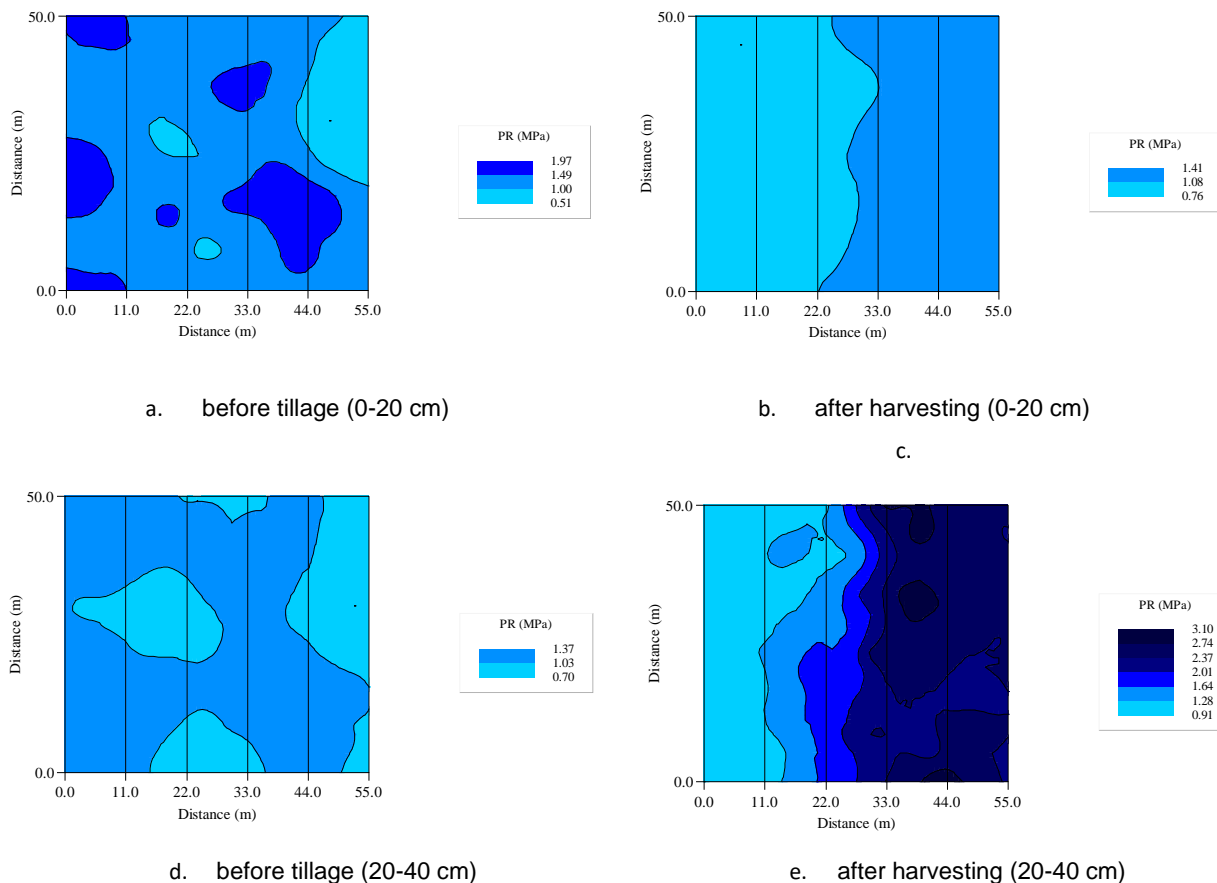 50.0
0.0
Distaance (m)
0.0 11.0 22.0 33.0 44.0 55.0
Distance (m)
PR (MPa)
1.97
1.49
1.00
0.51
a. before tillage (0-20 cm)
50.0
0.0
Distance (m)
0.0 11.0 22.0 33.0 44.0 55.0
Distance (m)
PR (MPa)
1.41
1.08
0.76
b. after harvesting (0-20 cm)
c.
50.0
0.0
Distance (m)
0.0 11.0 22.0 33.0 44.0 55.0
Distance (m)
PR (MPa)
1.37
1.03
0.70
d. before tillage (20-40 cm)
50.0
0.0
Distance (m)
0.0 11.0 22.0 33.0 44.0 55.0
Distance (m)
PR (MPa)
3.10
2.74
2.37
2.01
1.64
1.28
0.91
e. after harvesting (20-40 cm)